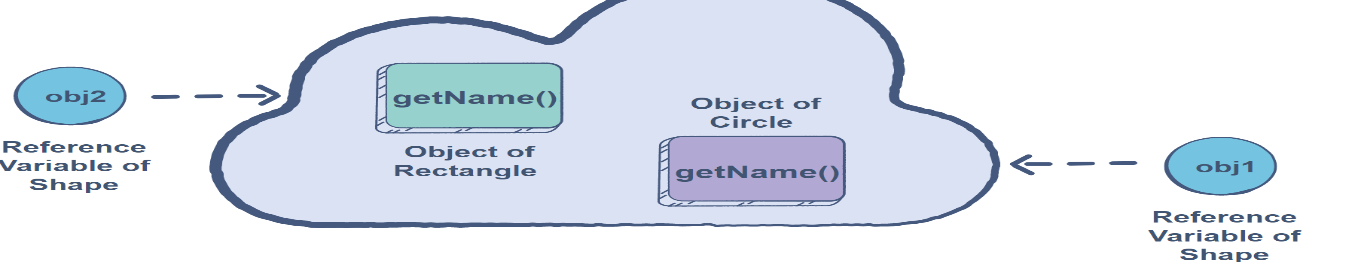 obj2
Reference
Variable of
Shape
getName()
Object of
Rectangle
Object of
Circle
getName()
obj1
Reference
Variable of
Shape